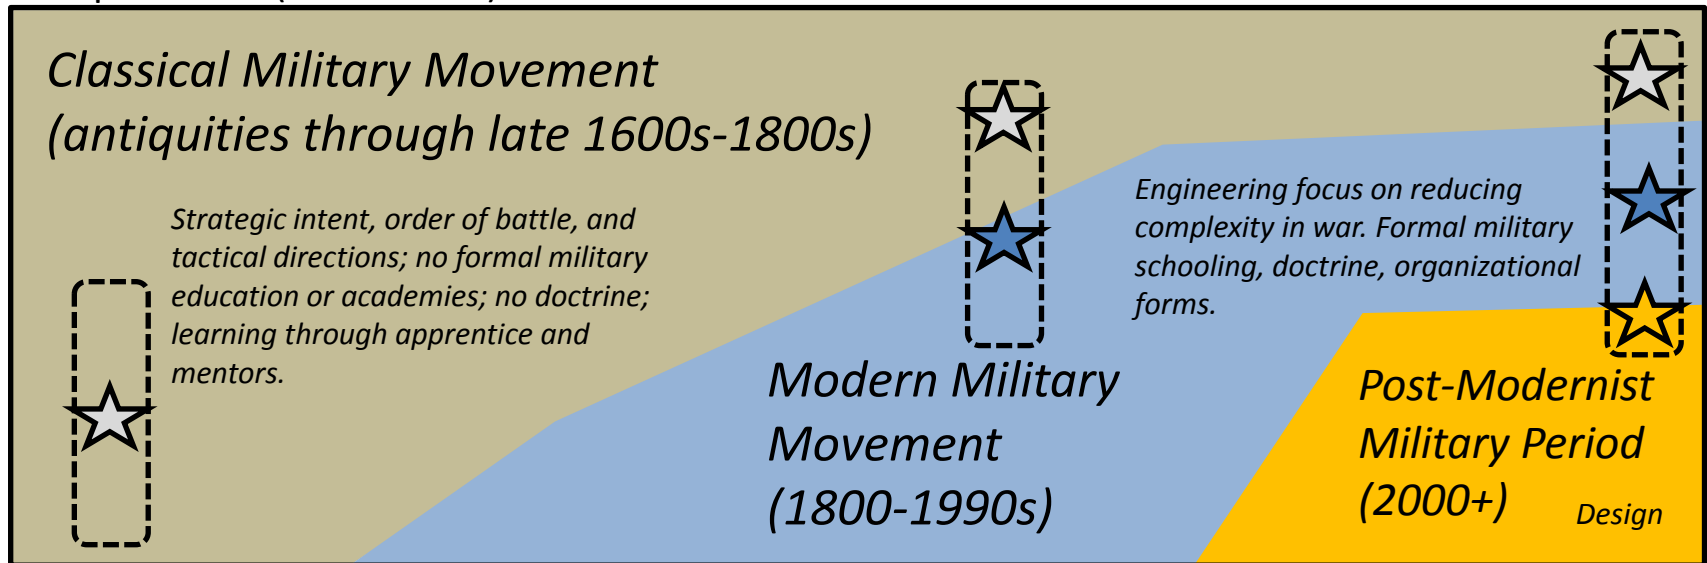 Classical Military Movement
(antiquities through late 1600s-1800s)
Strategic intent, order of battle, and
tactical directions; no formal military
education or academies; no doctrine;
learning through apprentice and
mentors.
Engineering focus on reducing
complexity in war. Formal military
schooling, doctrine, organizational
forms.
Modern Military
Movement
(1800-1990s)
Post-Modernist
Military Period
(2000+)
Design